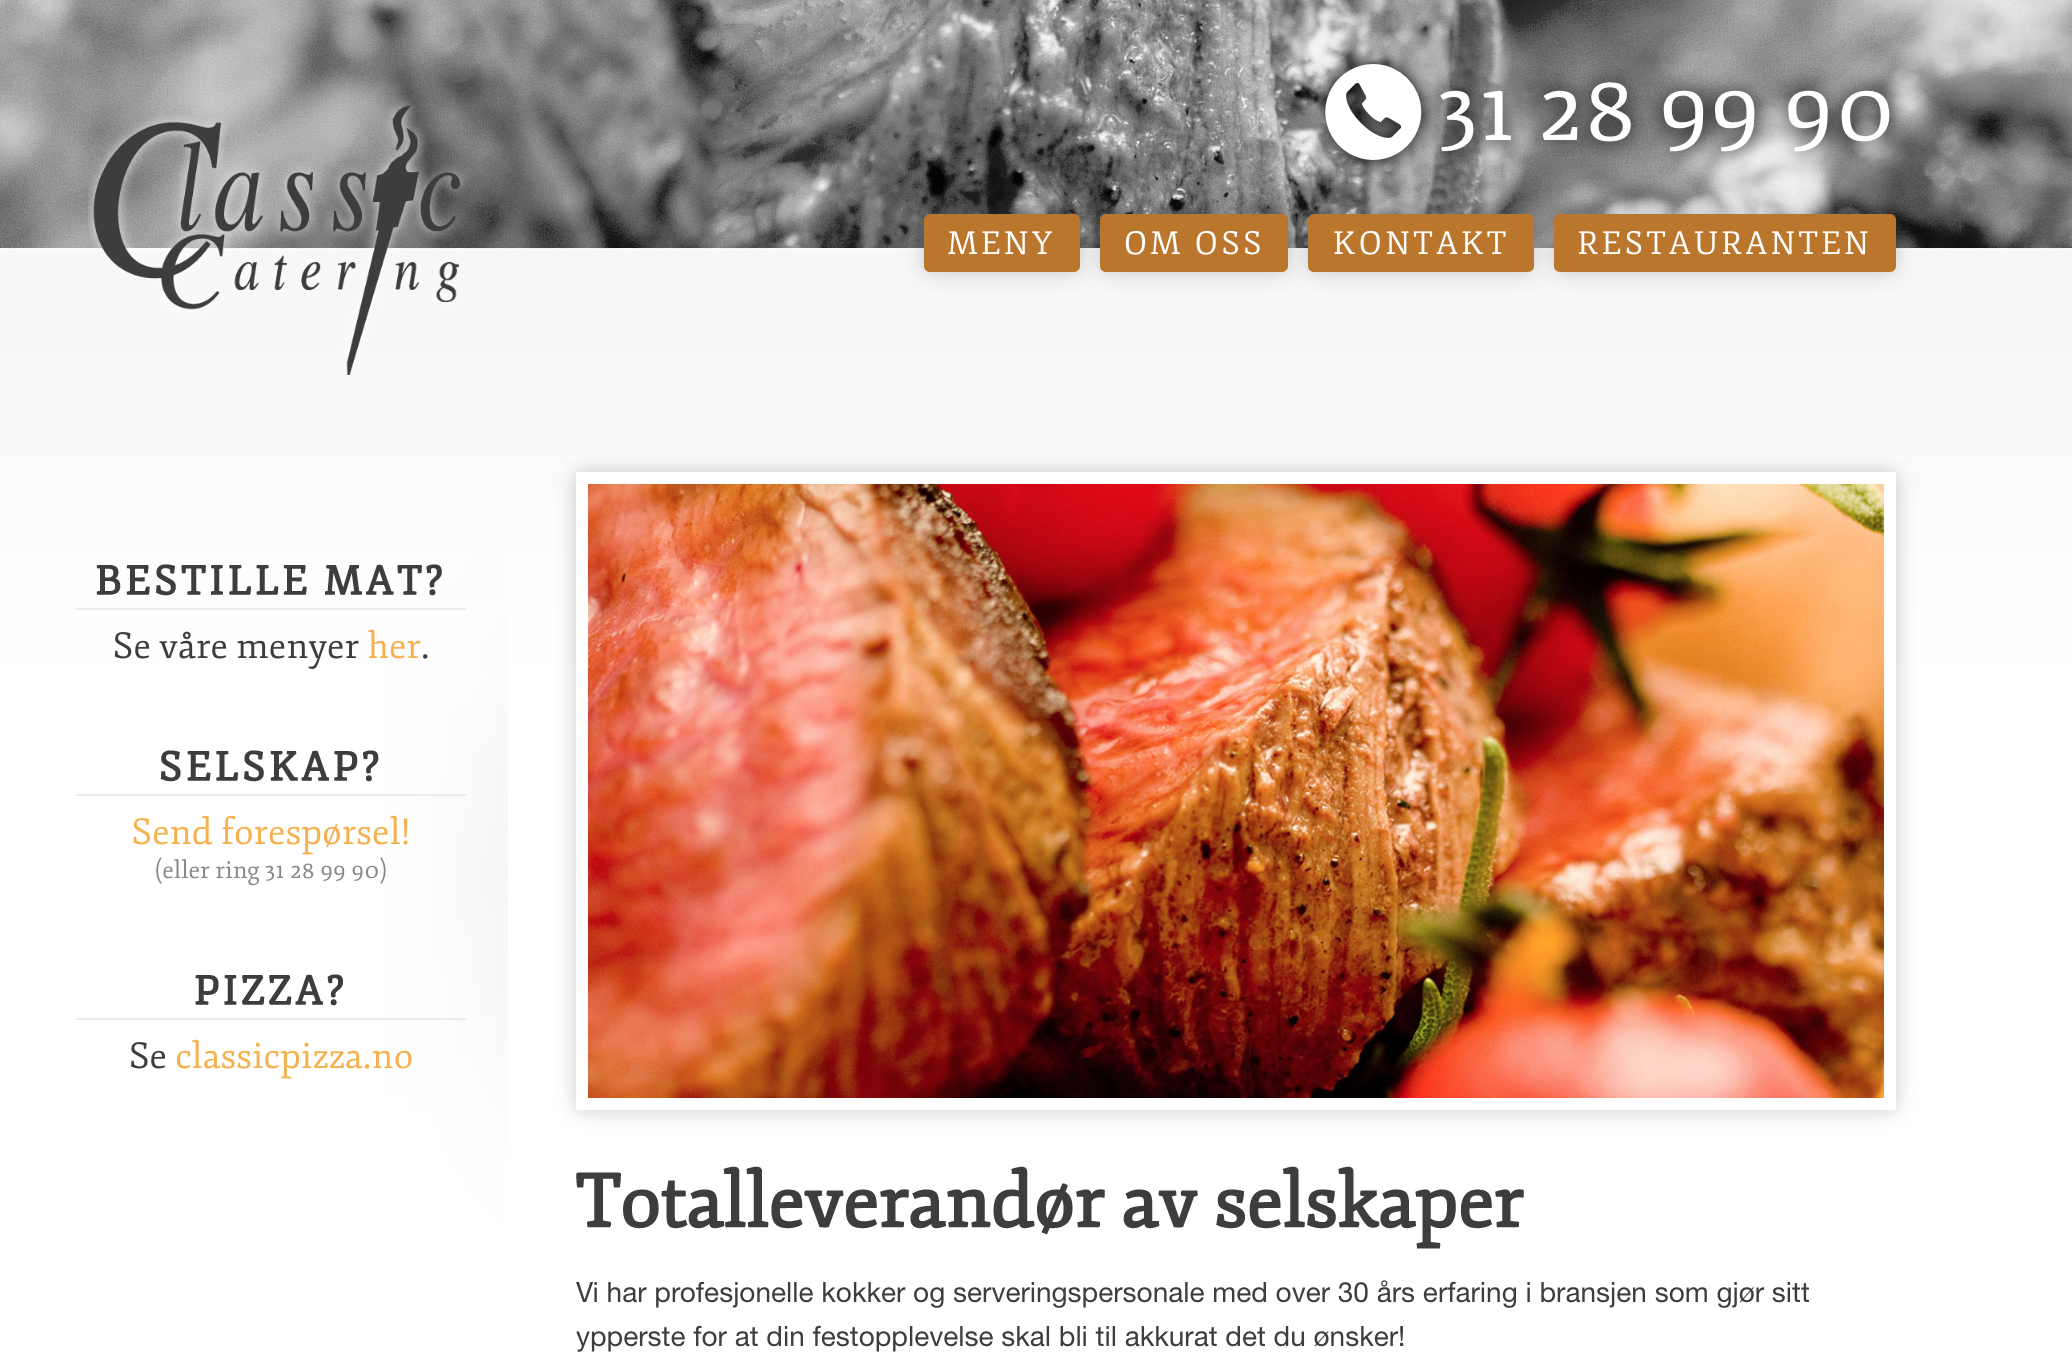 Classic
Catering
31 28 99 90
MENY
OM OSS
KONTAKT
RESTAURANTEN
BESTILLE MAT?
Se våre menyer her.
SELSKAP?
Send forespørsel!
(eller ring 31 28 99 90)
PIZZA?
Se classicpizza.no
Totalleverandør av selskaper
Vi har profesjonelle kokker og serveringspersonale med over 30 års erfaring i bransjen som gjør sitt
ypperste for at din festopplevelse skal bli til akkurat det du ønsker!